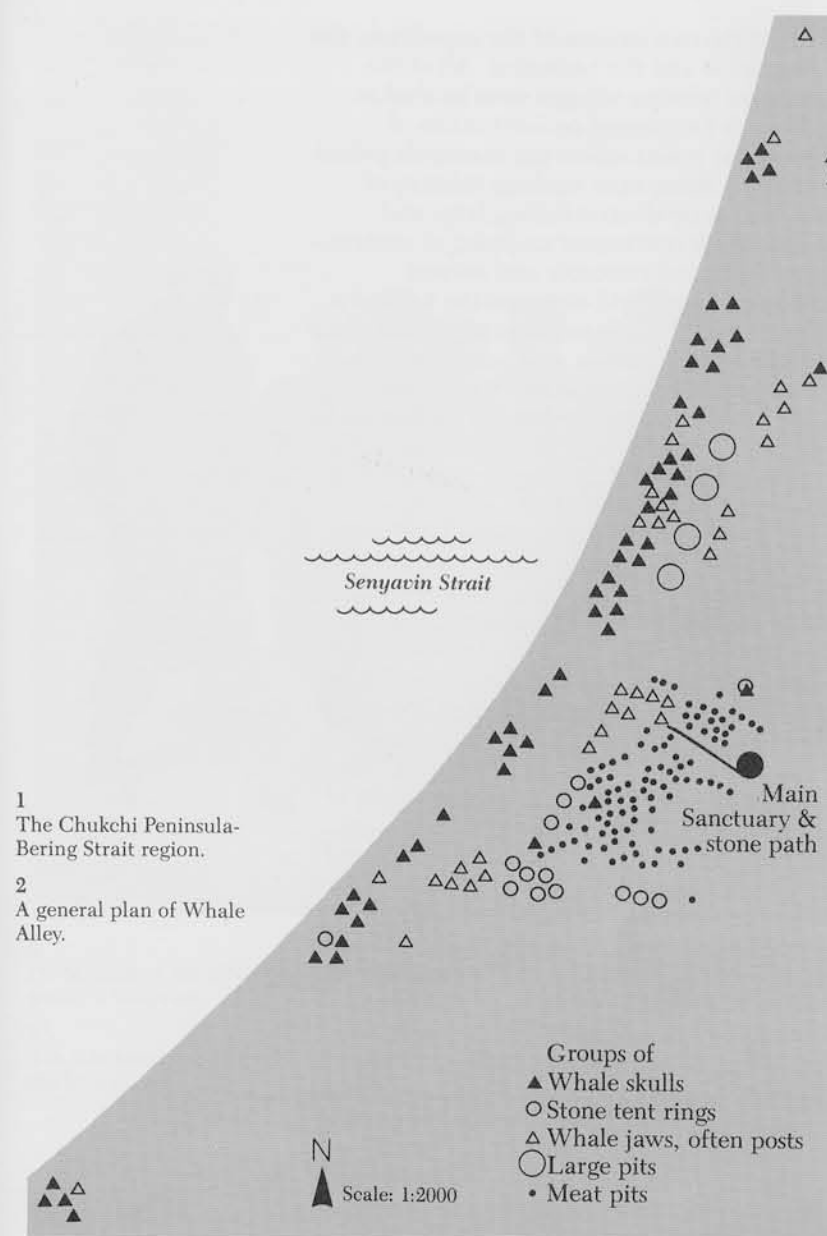 Senyavin Strait
1
The Chukchi Peninsula-
Bering Strait region.
2
A general plan of Whale
Alley.
Main
Sanctuary &
stone path
Groups of
Whale skulls
Stone tent rings
Whale jaws, often posts
Large pits
Meat pits
N
Scale: 1:2000